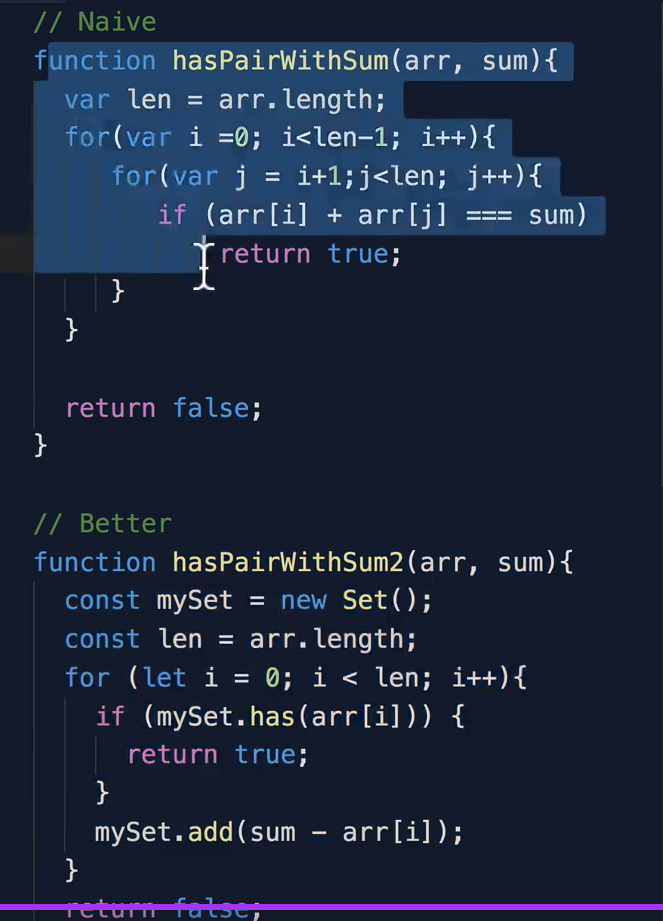 // Naive
function hasPairWithSum(arr, sum){
  var len = arr.length;
  for(var i =0; i<len-1; i++){
     for(var j = i+1;j<len; j++){
        if (arr[i] + arr[j] === sum)
            return true;
     }
  }

  return false;
}

// Better
function hasPairWithSum2(arr, sum){
  const mySet = new Set();
  const len = arr.length;
  for (let i = 0; i < len; i++){
    if (mySet.has(arr[i])) {
      return true;
    }
    mySet.add(sum - arr[i]);
  }
  return false;